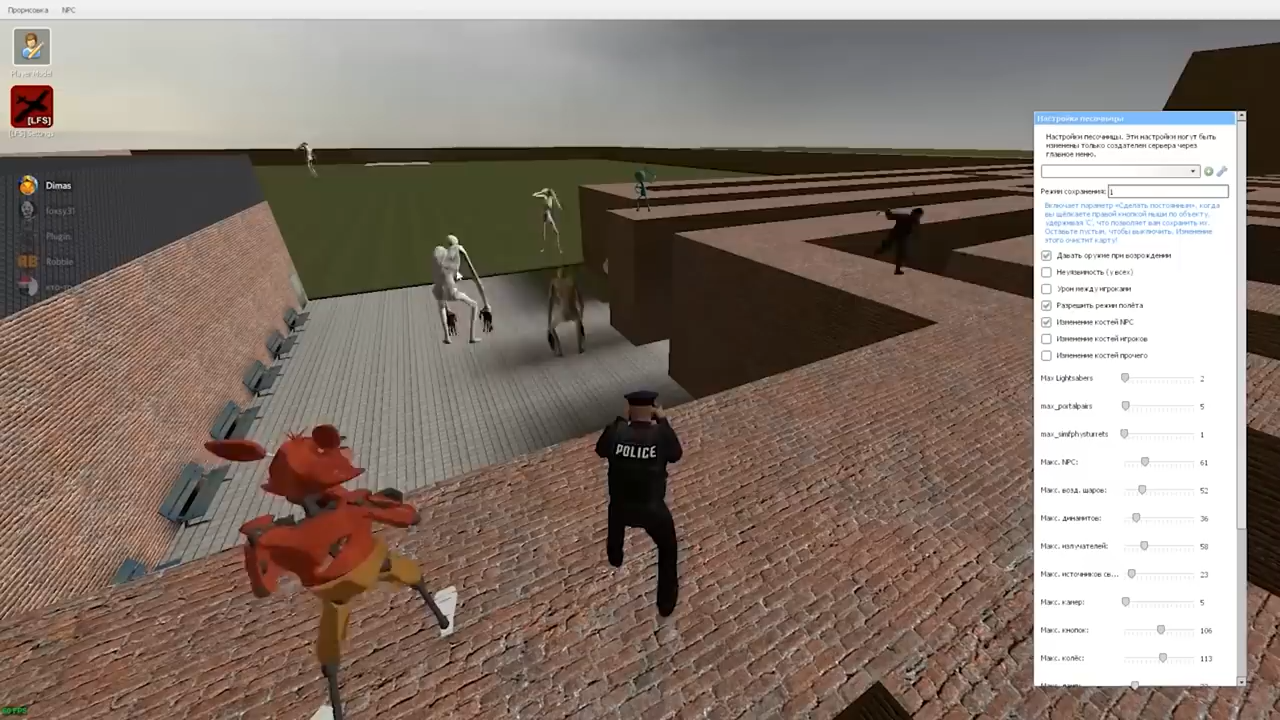 Прорисовка NPC
Player Model
[LFS]
[LFS] Settings
Dimas
foxsy31
Plugin
Robbie
POLICE
Настройки песочницы
Настройки песочницы. Эти настройки могут быть
изменены только создателем сервера через
главное меню.
Режим сохранения: 1
Включает параметр «Сделать постоянным», когда
вы щёлкаете правой кнопкой мыши по объекту,
удерживая 'C', что позволяет вам сохранить их.
Оставьте пустым, чтобы выключить. Изменение
этого очистит карту!
Давать оружие при возрождении
Неуязвимость (у всех)
Урон между игроками
Разрешить режим полёта
Изменение костей NPC
Изменение костей игроков
Изменение костей прочего
Max Lightsabers 2
max_portalpairs 5
max_simfphysturrets 1
Макс. NPC: 61
Макс. возд. шаров: 52
Макс. динамитов: 36
Макс. излучателей: 58
Макс. источников св... 23
Макс. камер: 5
Макс. кнопок: 106
Макс. колёс: 113